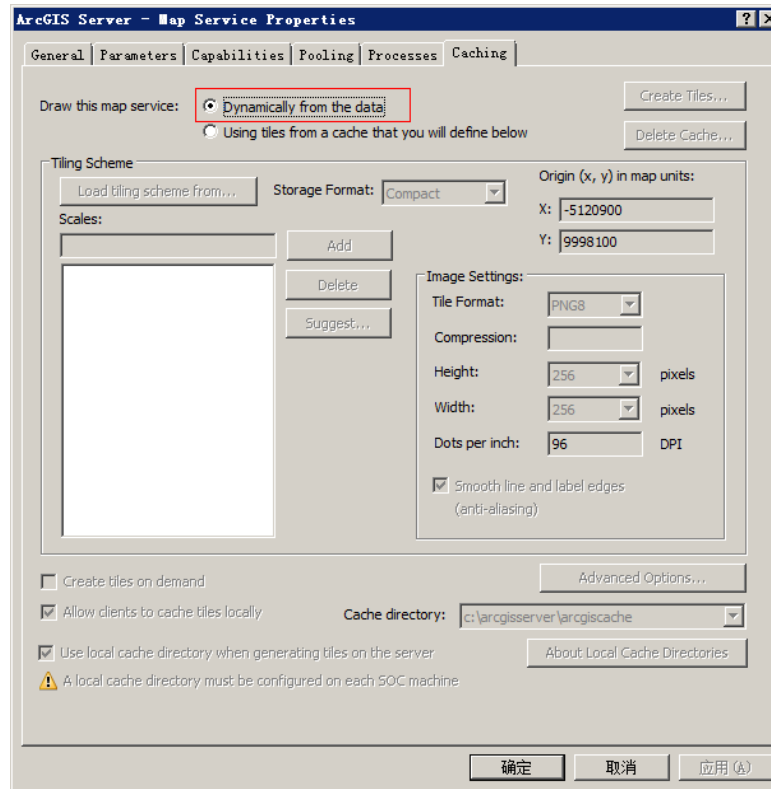 ArcGIS Server - Map Service Properties
General Parameters Capabilities Pooling Processes Caching
Draw this map service:
Dynamically from the data
Using tiles from a cache that you will define below
Create Tiles...
Delete Cache...
Tiling Scheme
Load tiling scheme from...
Storage Format: Compact
Origin (x, y) in map units:
X: -5120900
Y: 9998100
Scales:
Add
Delete
Suggest...
Image Settings:
Tile Format: PNG8
Compression:
Height: 256 pixels
Width: 256 pixels
Dots per inch: 96 DPI
Smooth line and label edges
(anti-aliasing)
Create tiles on demand
Advanced Options...
Allow clients to cache tiles locally
Cache directory: c:\arcgisserver\arcgiscache
Use local cache directory when generating tiles on the server
About Local Cache Directories
A local cache directory must be configured on each SOC machine
确定 取消 应用(A)